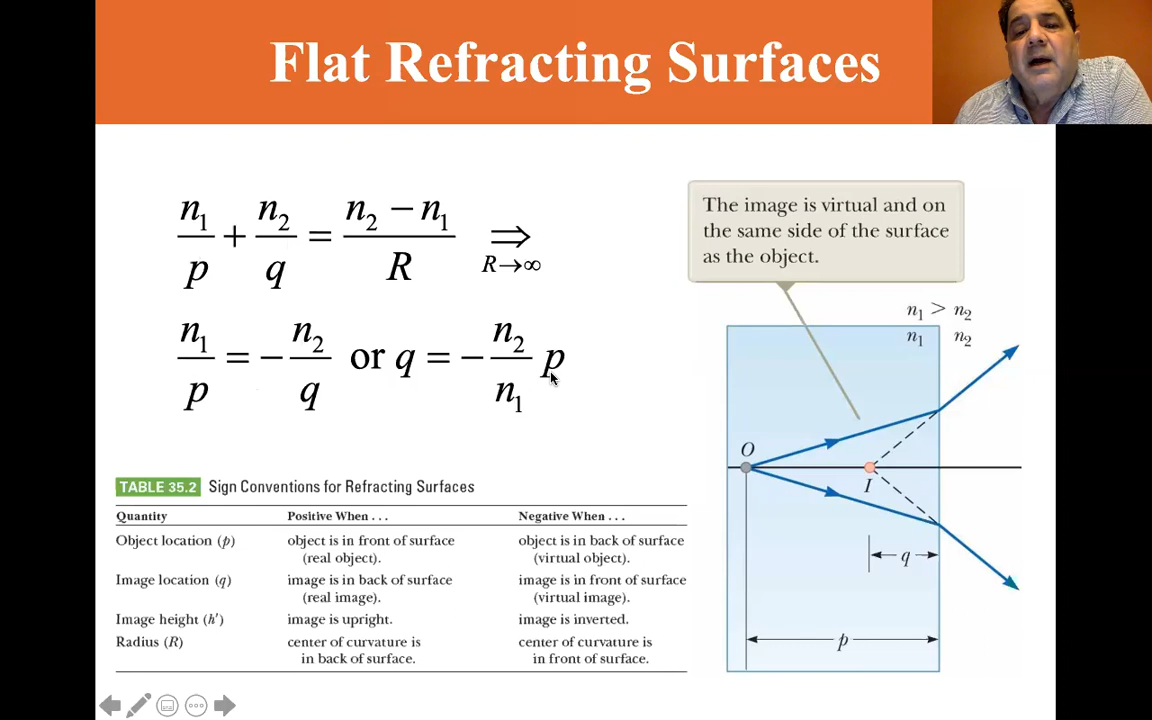 Flat Refracting Surfaces
n₁/p + n₂/q = (n₂ − n₁)/R ⇒ R→∞
n₁/p = − n₂/q or q = − n₂/n₁ p
The image is virtual and on
the same side of the surface
as the object.
n₁ > n₂
n₁ n₂
O
I
q
p
TABLE 35.2 Sign Conventions for Refracting Surfaces
Quantity Positive When . . . Negative When . . .
Object location (p) object is in front of surface object is in back of surface
(real object). (virtual object).
Image location (q) image is in back of surface image is in front of surface
(real image). (virtual image).
Image height (h′) image is upright. image is inverted.
Radius (R) center of curvature is center of curvature is
in back of surface. in front of surface.